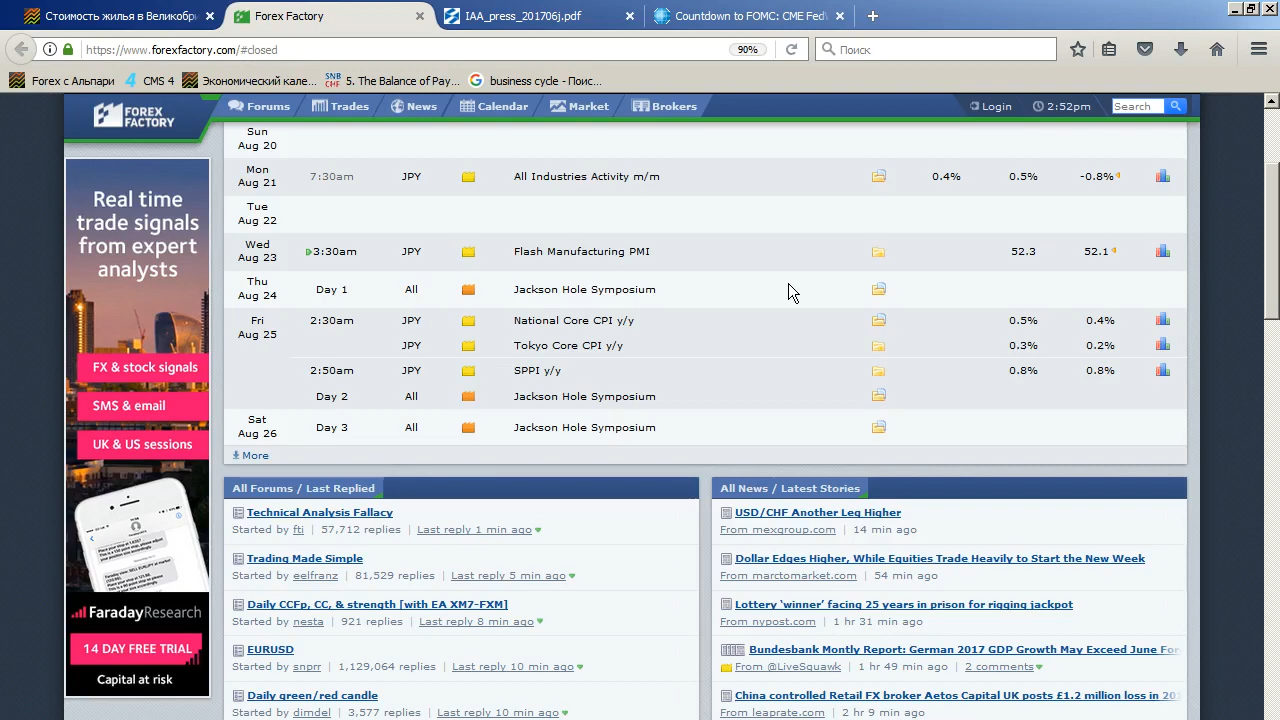 Стоимость жилья в Великобри
Forex Factory
IAA_press_201706j.pdf
Countdown to FOMC: CME Fed
https://www.forexfactory.com/#closed
90%
Поиск
Forex с Альпари
CMS 4
Экономический кале...
SNB
5. The Balance of Pay...
business cycle - Поис...
FOREX
FACTORY
Forums
Trades
News
Calendar
Market
Brokers
Login
2:52pm
Search
Real time
trade signals
from expert
analysts
FX & stock signals
SMS & email
UK & US sessions
FaradayResearch
14 DAY FREE TRIAL
Capital at risk
Sun
Aug 20
Mon
Aug 21
7:30am JPY All Industries Activity m/m 0.4% 0.5% -0.8%
Tue
Aug 22
Wed
Aug 23
3:30am JPY Flash Manufacturing PMI 52.3 52.1
Thu
Aug 24
Day 1 All Jackson Hole Symposium
Fri
Aug 25
2:30am JPY National Core CPI y/y 0.5% 0.4%
JPY Tokyo Core CPI y/y 0.3% 0.2%
2:50am JPY SPPI y/y 0.8% 0.8%
Day 2 All Jackson Hole Symposium
Sat
Aug 26
Day 3 All Jackson Hole Symposium
More
All Forums / Last Replied
Technical Analysis Fallacy
Started by fti | 57,712 replies | Last reply 1 min ago
Trading Made Simple
Started by eelfranz | 81,529 replies | Last reply 5 min ago
Daily CCFp, CC, & strength [with EA XM7-FXM]
Started by nesta | 921 replies | Last reply 8 min ago
EURUSD
Started by snprr | 1,129,064 replies | Last reply 10 min ago
Daily green/red candle
Started by dimdel | 3,577 replies | Last reply 10 min ago
All News / Latest Stories
USD/CHF Another Leg Higher
From mexgroup.com | 14 min ago
Dollar Edges Higher, While Equities Trade Heavily to Start the New Week
From marctomarket.com | 54 min ago
Lottery ‘winner’ facing 25 years in prison for rigging jackpot
From nypost.com | 1 hr 31 min ago
Bundesbank Montly Report: German 2017 GDP Growth May Exceed June For
From @LiveSquawk | 1 hr 49 min ago | 2 comments
China controlled Retail FX broker Aetos Capital UK posts £1.2 million loss in 20
From leaprate.com | 2 hr 9 min ago